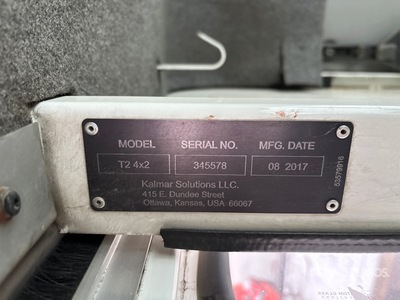 MODEL SERIAL NO. MFG. DATE
T2 4x2 345578 08 2017
Kalmar Solutions LLC.
415 E. Dundee Street
Ottawa, Kansas, USA 66067
53579916